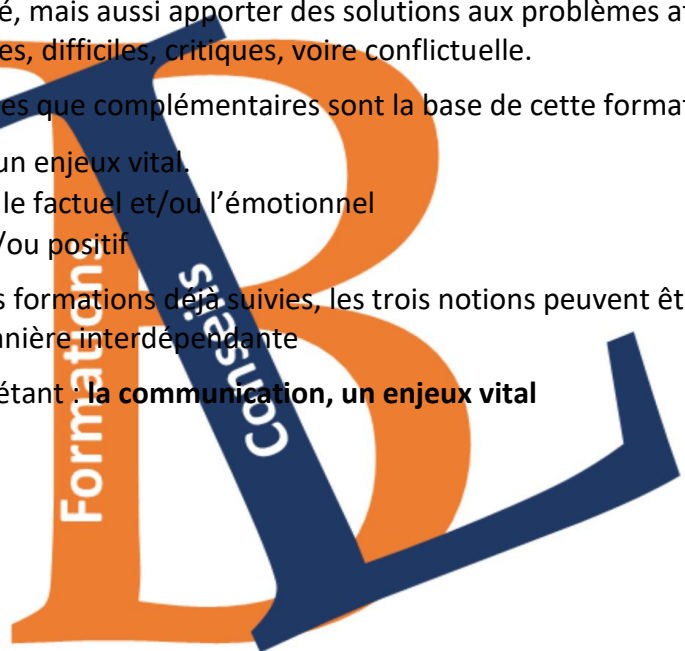 é, mais aussi apporter des solutions aux problèmes
es, difficiles, critiques, voire conflictuelle.
es que complémentaires sont la base de cette
un enjeux vital.
le factuel et/ou l’émotionnel
/ou positif
s formations déjà suivies, les trois notions peuvent
nière interdépendante
étant : la communication, un enjeux vital
Formations
Conseils
BL